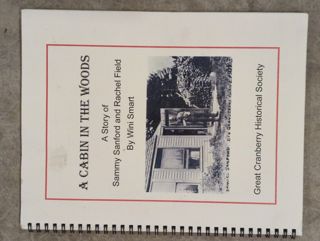 A CABIN IN THE WOODS
A Story of
Sammy Sanford and Rachel Field
By Wini Smart
Great Cranberry Historical Society